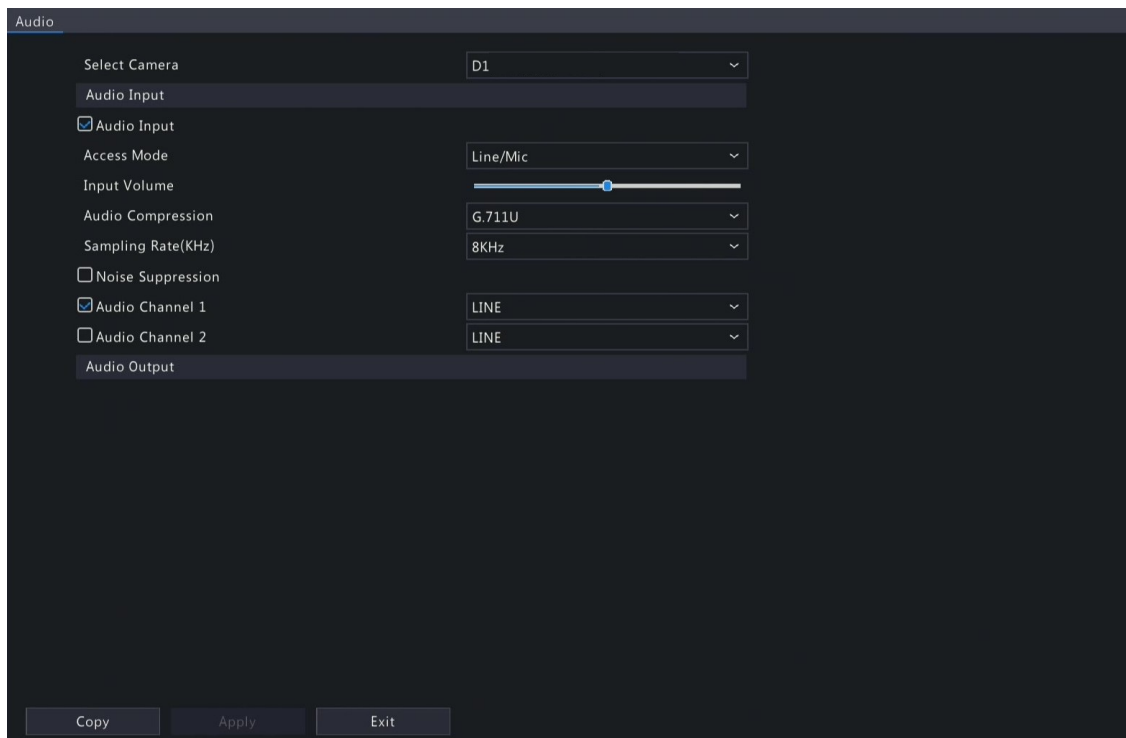 Audio
Select Camera D1
Audio Input
Audio Input
Access Mode Line/Mic
Input Volume
Audio Compression G.711U
Sampling Rate(KHz) 8KHz
Noise Suppression
Audio Channel 1 LINE
Audio Channel 2 LINE
Audio Output
Copy Apply Exit